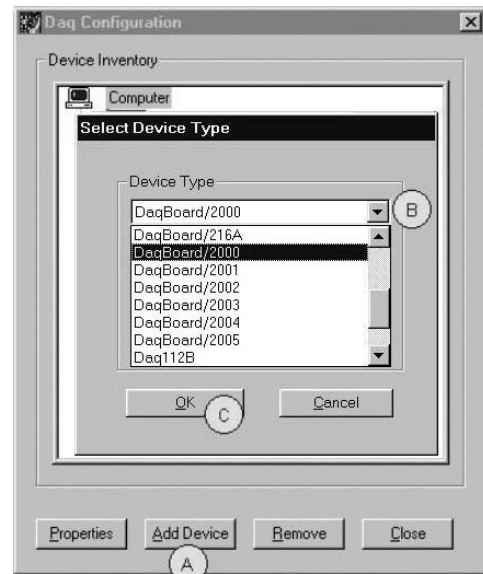 Daq Configuration
Device Inventory
Computer
Select Device Type
Device Type
DaqBoard/2000
B
DaqBoard/216A
DaqBoard/2000
DaqBoard/2001
DaqBoard/2002
DaqBoard/2003
DaqBoard/2004
DaqBoard/2005
Daq112B
OK
C
Cancel
Properties
Add Device
Remove
Close
A